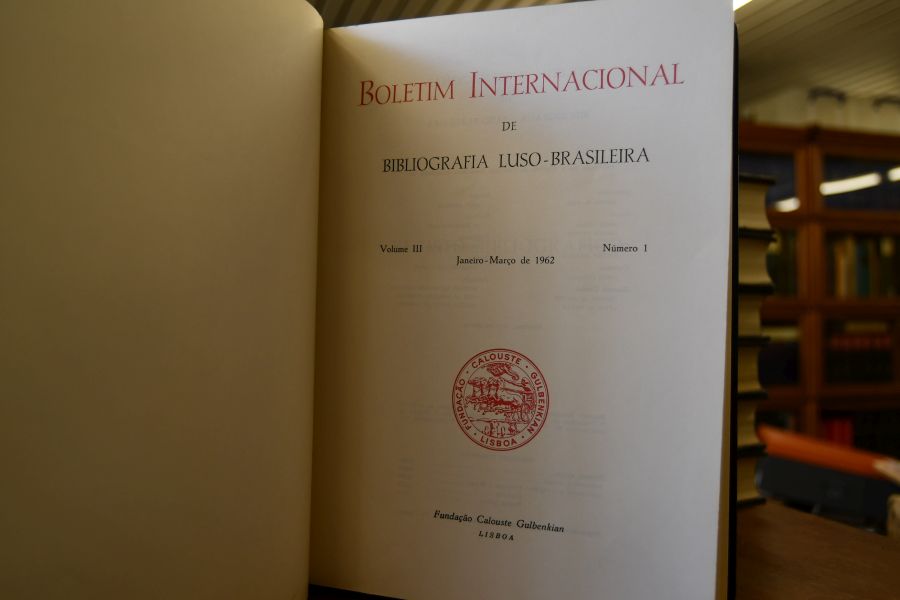 BOLETIM INTERNACIONAL
DE
BIBLIOGRAFIA LUSO-BRASILEIRA
Volume III
Número 1
Janeiro-Março de 1962
FUNDAÇÃO · CALOUSTE · GULBENKIAN · LISBOA ·
Fundação Calouste Gulbenkian
LISBOA